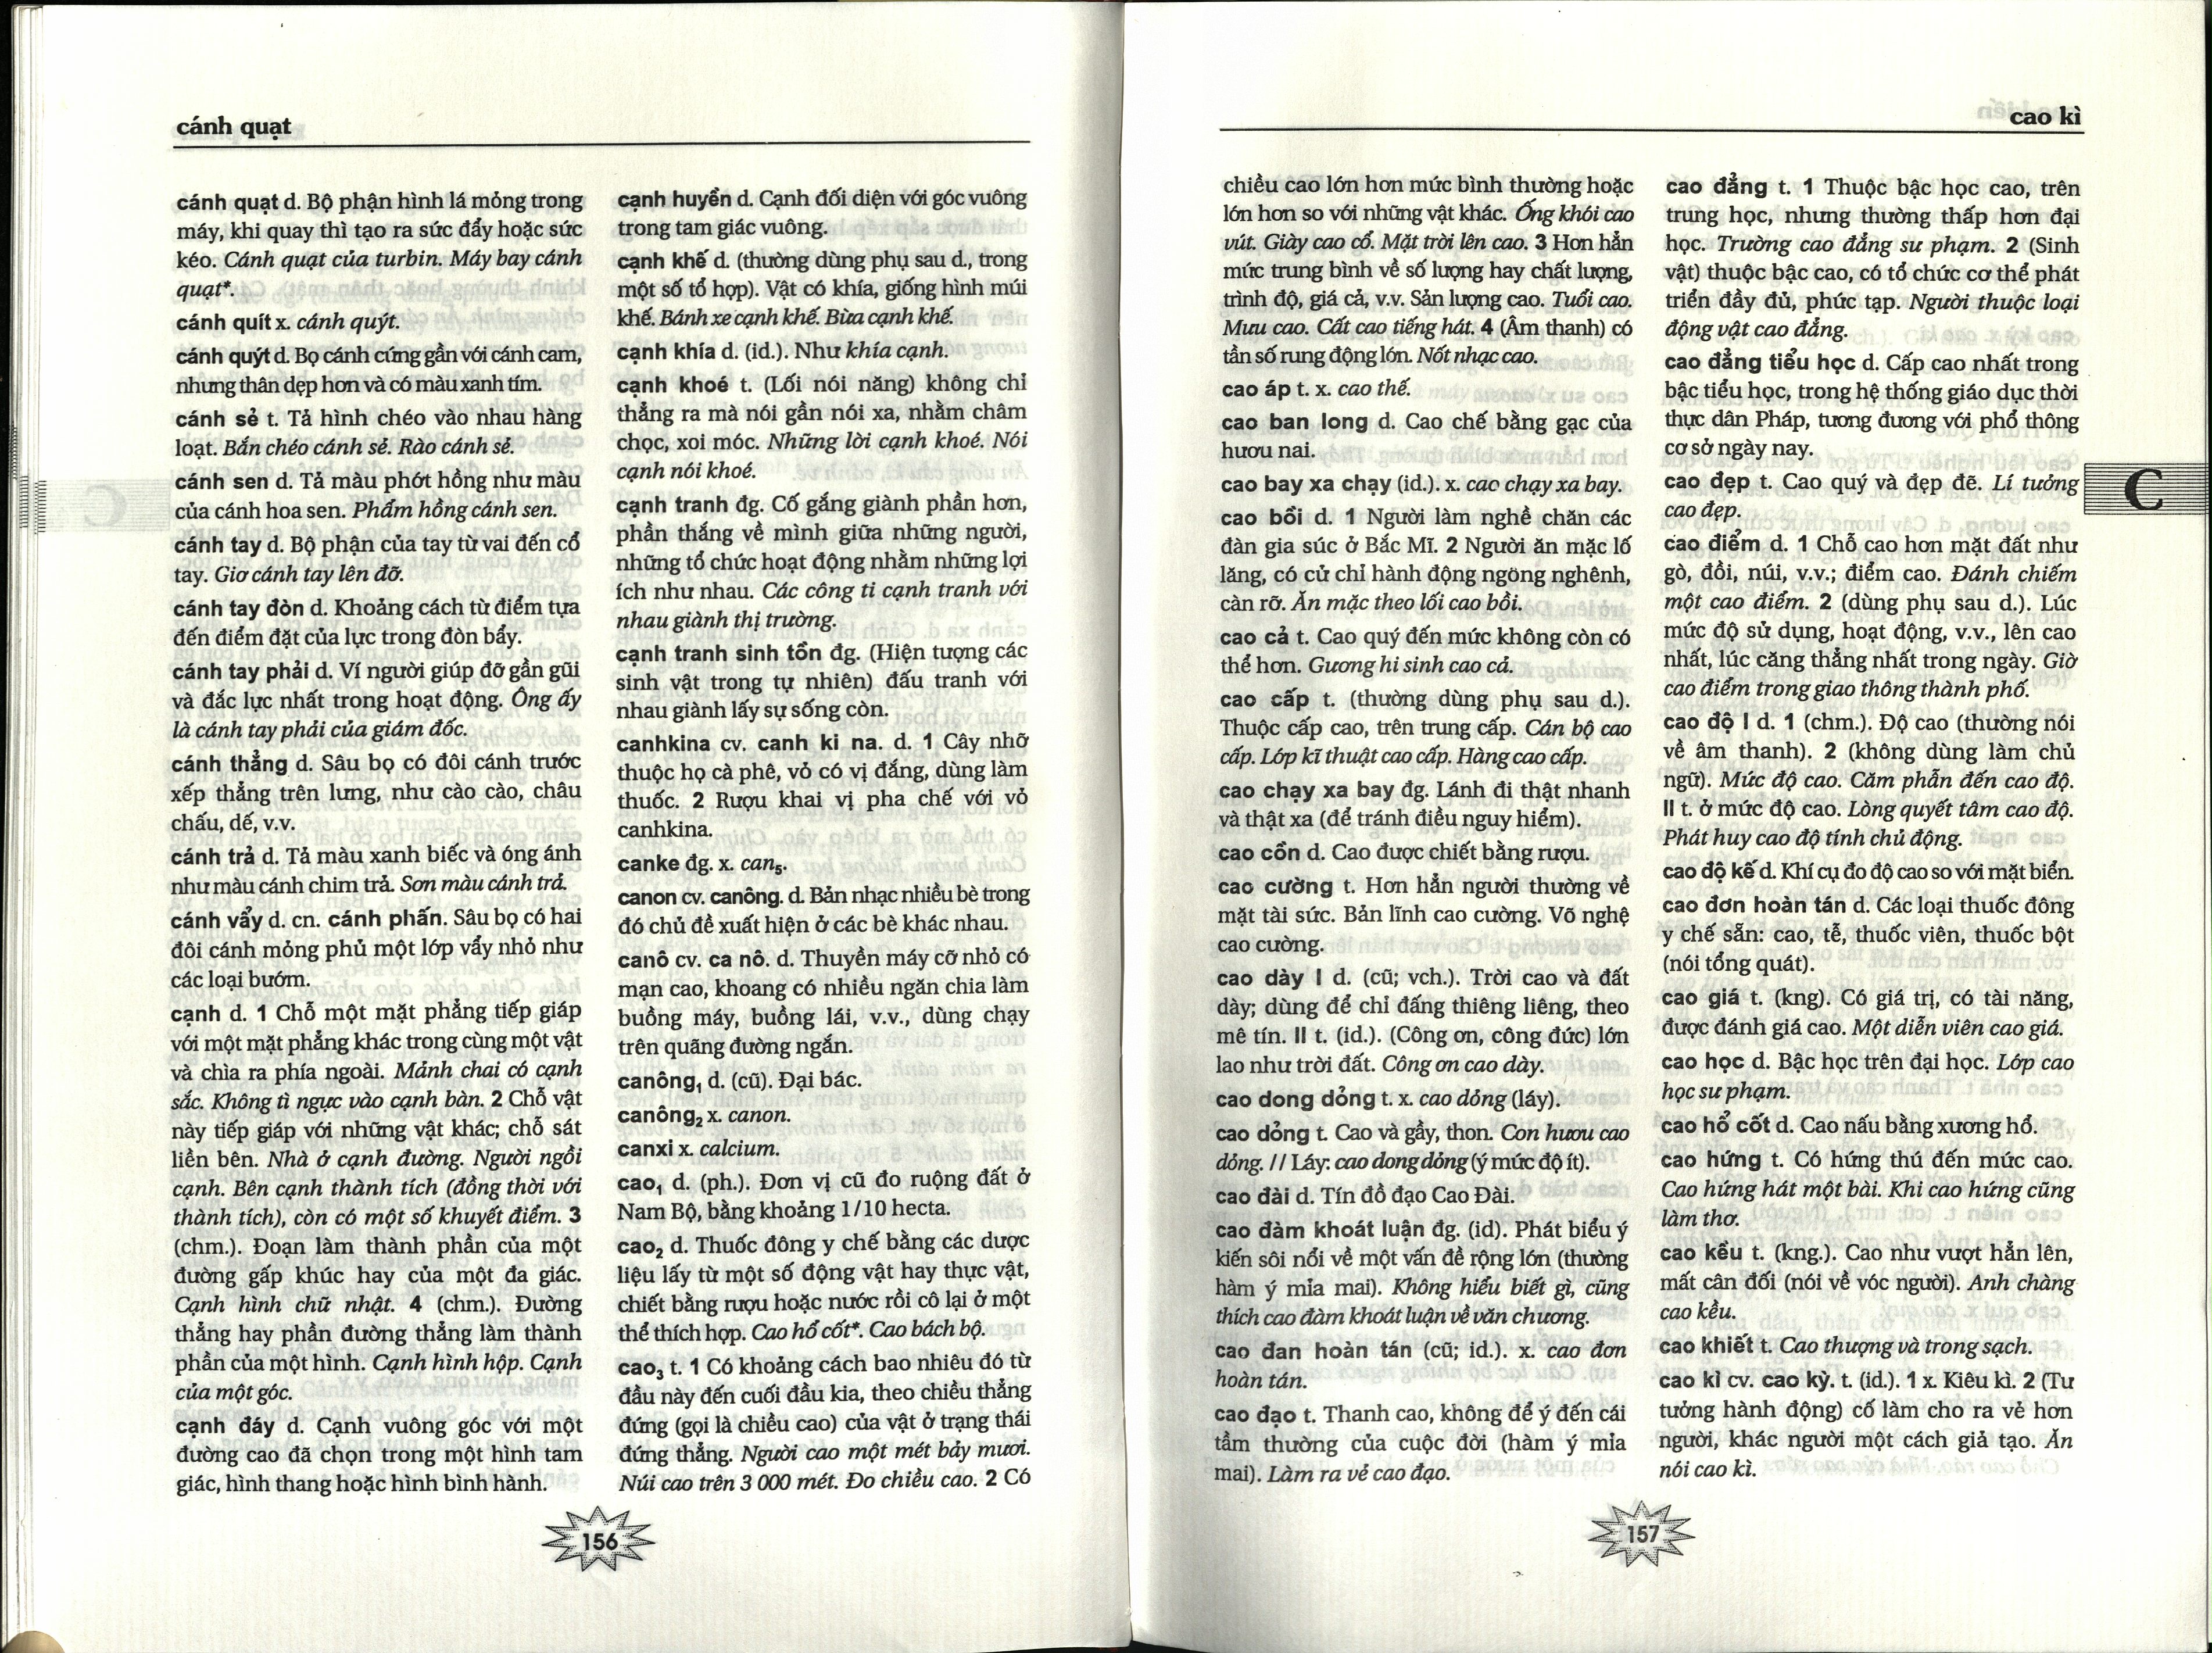 cánh quạt
cánh quạt d. Bộ phận hình lá mỏng trong
máy, khi quay thì tạo ra sức đẩy hoặc sức
kéo. Cánh quạt của turbin. Máy bay cánh
quạt*.
cánh quít x. cánh quýt.
cánh quýt d. Bọ cánh cứng gần với cánh cam,
nhưng thân dẹp hơn và có màu xanh tím.
cánh sẻ t. Tả hình chéo vào nhau hàng
loạt. Bắn chéo cánh sẻ. Rào cánh sẻ.
cánh sen d. Tả màu phớt hồng như màu
của cánh hoa sen. Phẩm hồng cánh sen.
cánh tay d. Bộ phận của tay từ vai đến cổ
tay. Giơ cánh tay lên đỡ.
cánh tay đòn d. Khoảng cách từ điểm tựa
đến điểm đặt của lực trong đòn bẩy.
cánh tay phải d. Ví người giúp đỡ gần gũi
và đắc lực nhất trong hoạt động. Ông ấy
là cánh tay phải của giám đốc.
cánh thẳng d. Sâu bọ có đôi cánh trước
xếp thẳng trên lưng, như cào cào, châu
chấu, dế, v.v.
cánh trả d. Tả màu xanh biếc và óng ánh
như màu cánh chim trả. Sơn màu cánh trả.
cánh vẩy d. cn. cánh phấn. Sâu bọ có hai
đôi cánh mỏng phủ một lớp vẩy nhỏ như
các loại bướm.
cạnh d. 1 Chỗ một mặt phẳng tiếp giáp
với một mặt phẳng khác trong cùng một vật
và chìa ra phía ngoài. Mảnh chai có cạnh
sắc. Không tì ngực vào cạnh bàn. 2 Chỗ vật
này tiếp giáp với những vật khác; chỗ sát
liền bên. Nhà ở cạnh đường. Người ngồi
cạnh. Bên cạnh thành tích (đồng thời với
thành tích), còn có một số khuyết điểm. 3
(chm.). Đoạn làm thành phần của một
đường gấp khúc hay của một đa giác.
Cạnh hình chữ nhật. 4 (chm.). Đường
thẳng hay phần đường thẳng làm thành
phần của một hình. Cạnh hình hộp. Cạnh
của một góc.
cạnh đáy d. Cạnh vuông góc với một
đường cao đã chọn trong một hình tam
giác, hình thang hoặc hình bình hành.
cạnh huyền d. Cạnh đối diện với góc vuông
trong tam giác vuông.
cạnh khế d. (thường dùng phụ sau d., trong
một số tổ hợp). Vật có khía, giống hình múi
khế. Bánh xe cạnh khế. Bừa cạnh khế.
cạnh khía d. (id.). Như khía cạnh.
cạnh khoé t. (Lối nói năng) không chỉ
thẳng ra mà nói gần nói xa, nhằm châm
chọc, xoi móc. Những lời cạnh khoé. Nói
cạnh nói khoé.
cạnh tranh đg. Cố gắng giành phần hơn,
phần thắng về mình giữa những người,
những tổ chức hoạt động nhằm những lợi
ích như nhau. Các công ti cạnh tranh với
nhau giành thị trường.
cạnh tranh sinh tồn đg. (Hiện tượng các
sinh vật trong tự nhiên) đấu tranh với
nhau giành lấy sự sống còn.
canhkina cv. canh ki na. d. 1 Cây nhỡ
thuộc họ cà phê, vỏ có vị đắng, dùng làm
thuốc. 2 Rượu khai vị pha chế với vỏ
canhkina.
canke đg. x. can₅.
canon cv. canông. d. Bản nhạc nhiều bè trong
đó chủ đề xuất hiện ở các bè khác nhau.
canô cv. ca nô. d. Thuyền máy cỡ nhỏ có
mạn cao, khoang có nhiều ngăn chia làm
buồng máy, buồng lái, v.v., dùng chạy
trên quãng đường ngắn.
canông₁ d. (cũ). Đại bác.
canông₂ x. canon.
canxi x. calcium.
cao₁ d. (ph.). Đơn vị cũ đo ruộng đất ở
Nam Bộ, bằng khoảng 1/10 hecta.
cao₂ d. Thuốc đông y chế bằng các dược
liệu lấy từ một số động vật hay thực vật,
chiết bằng rượu hoặc nước rồi cô lại ở một
thể thích hợp. Cao hổ cốt*. Cao bách bộ.
cao₃ t. 1 Có khoảng cách bao nhiêu đó từ
đầu này đến cuối đầu kia, theo chiều thẳng
đứng (gọi là chiều cao) của vật ở trạng thái
đứng thẳng. Người cao một mét bảy mươi.
Núi cao trên 3 000 mét. Đo chiều cao. 2 Có
156
cao kì
chiều cao lớn hơn mức bình thường hoặc
lớn hơn so với những vật khác. Ống khói cao
vút. Giày cao cổ. Mặt trời lên cao. 3 Hơn hẳn
mức trung bình về số lượng hay chất lượng,
trình độ, giá cả, v.v. Sản lượng cao. Tuổi cao.
Mưu cao. Cất cao tiếng hát. 4 (Âm thanh) có
tần số rung động lớn. Nốt nhạc cao.
cao áp t. x. cao thế.
cao ban long d. Cao chế bằng gạc của
hươu nai.
cao bay xa chạy (id.). x. cao chạy xa bay.
cao bồi d. 1 Người làm nghề chăn các
đàn gia súc ở Bắc Mĩ. 2 Người ăn mặc lố
lăng, có cử chỉ hành động ngông nghênh,
càn rỡ. Ăn mặc theo lối cao bồi.
cao cả t. Cao quý đến mức không còn có
thể hơn. Gương hi sinh cao cả.
cao cấp t. (thường dùng phụ sau d.).
Thuộc cấp cao, trên trung cấp. Cán bộ cao
cấp. Lớp kĩ thuật cao cấp. Hàng cao cấp.
cao chạy xa bay đg. Lánh đi thật nhanh
và thật xa (để tránh điều nguy hiểm).
cao cồn d. Cao được chiết bằng rượu.
cao cường t. Hơn hẳn người thường về
mặt tài sức. Bản lĩnh cao cường. Võ nghệ
cao cường.
cao dày I d. (cũ; vch.). Trời cao và đất
dày; dùng để chỉ đấng thiêng liêng, theo
mê tín. II t. (id.). (Công ơn, công đức) lớn
lao như trời đất. Công ơn cao dày.
cao dong dỏng t. x. cao dỏng (láy).
cao dỏng t. Cao và gầy, thon. Con hươu cao
dỏng. // Láy: cao dong dỏng (ý mức độ ít).
cao đài d. Tín đồ đạo Cao Đài.
cao đàm khoát luận đg. (id). Phát biểu ý
kiến sôi nổi về một vấn đề rộng lớn (thường
hàm ý mỉa mai). Không hiểu biết gì, cũng
thích cao đàm khoát luận về văn chương.
cao đan hoàn tán (cũ; id.). x. cao đơn
hoàn tán.
cao đạo t. Thanh cao, không để ý đến cái
tầm thường của cuộc đời (hàm ý mỉa
mai). Làm ra vẻ cao đạo.
cao đẳng t. 1 Thuộc bậc học cao, trên
trung học, nhưng thường thấp hơn đại
học. Trường cao đẳng sư phạm. 2 (Sinh
vật) thuộc bậc cao, có tổ chức cơ thể phát
triển đầy đủ, phức tạp. Người thuộc loại
động vật cao đẳng.
cao đẳng tiểu học d. Cấp cao nhất trong
bậc tiểu học, trong hệ thống giáo dục thời
thực dân Pháp, tương đương với phổ thông
cơ sở ngày nay.
cao đẹp t. Cao quý và đẹp đẽ. Lí tưởng
cao đẹp.
C
cao điểm d. 1 Chỗ cao hơn mặt đất như
gò, đồi, núi, v.v.; điểm cao. Đánh chiếm
một cao điểm. 2 (dùng phụ sau d.). Lúc
mức độ sử dụng, hoạt động, v.v., lên cao
nhất, lúc căng thẳng nhất trong ngày. Giờ
cao điểm trong giao thông thành phố.
cao độ I d. 1 (chm.). Độ cao (thường nói
về âm thanh). 2 (không dùng làm chủ
ngữ). Mức độ cao. Căm phẫn đến cao độ.
II t. ở mức độ cao. Lòng quyết tâm cao độ.
Phát huy cao độ tính chủ động.
cao độ kế d. Khí cụ đo độ cao so với mặt biển.
cao đơn hoàn tán d. Các loại thuốc đông
y chế sẵn: cao, tễ, thuốc viên, thuốc bột
(nói tổng quát).
cao giá t. (kng). Có giá trị, có tài năng,
được đánh giá cao. Một diễn viên cao giá.
cao học d. Bậc học trên đại học. Lớp cao
học sư phạm.
cao hổ cốt d. Cao nấu bằng xương hổ.
cao hứng t. Có hứng thú đến mức cao.
Cao hứng hát một bài. Khi cao hứng cũng
làm thơ.
cao kều t. (kng.). Cao như vượt hẳn lên,
mất cân đối (nói về vóc người). Anh chàng
cao kều.
cao khiết t. Cao thượng và trong sạch.
cao kì cv. cao kỳ. t. (id.). 1 x. Kiêu kì. 2 (Tư
tưởng hành động) cố làm cho ra vẻ hơn
người, khác người một cách giả tạo. Ăn
nói cao kì.
157